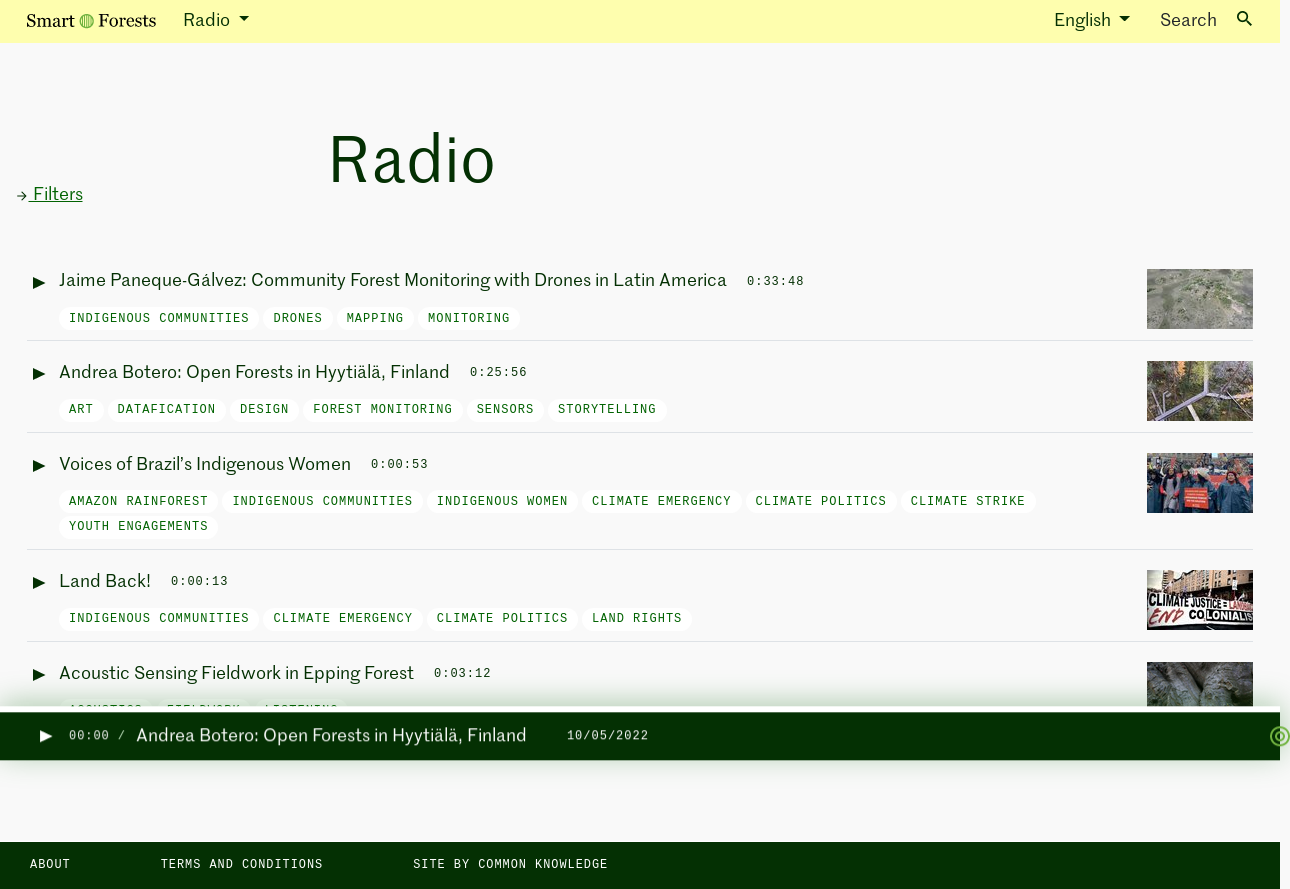 Smart Forests Radio English Search
Radio
Filters
Jaime Paneque-Gálvez: Community Forest Monitoring with Drones in Latin America 0:33:48
INDIGENOUS COMMUNITIES DRONES MAPPING MONITORING
Andrea Botero: Open Forests in Hyytiälä, Finland 0:25:56
ART DATAFICATION DESIGN FOREST MONITORING SENSORS STORYTELLING
Voices of Brazil’s Indigenous Women 0:00:53
AMAZON RAINFOREST INDIGENOUS COMMUNITIES INDIGENOUS WOMEN CLIMATE EMERGENCY CLIMATE POLITICS CLIMATE STRIKE
YOUTH ENGAGEMENTS
Land Back! 0:00:13
INDIGENOUS COMMUNITIES CLIMATE EMERGENCY CLIMATE POLITICS LAND RIGHTS
CLIMATE JUSTICE =
END COLONIALIS
Acoustic Sensing Fieldwork in Epping Forest 0:03:12
ACOUSTICS FIELDWORK LISTENING
00:00 / Andrea Botero: Open Forests in Hyytiälä, Finland 10/05/2022
ABOUT TERMS AND CONDITIONS SITE BY COMMON KNOWLEDGE